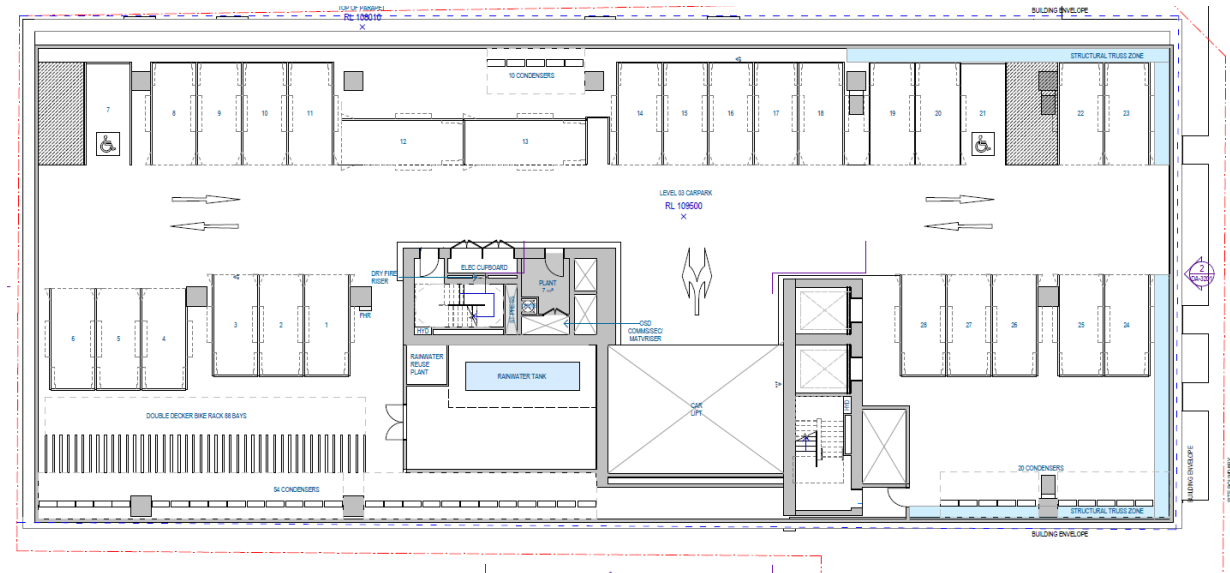 TOP OF PARAPET
RL 108010
BUILDING ENVELOPE
STRUCTURAL TRUSS ZONE
10 CONDENSERS
7
8
9
10
11
12
13
14
15
16
17
18
19
20
21
22
23
LEVEL 03 CARPARK
RL 109500
ELEC CUPBOARD
DRY FIRE
RISER
PLANT
2
FHR
HYD
OSD
COMMS/SEC/
MATV RISER
6
5
4
3
2
1
28
27
26
25
24
RAINWATER
REUSE
PLANT
RAINWATER TANK
CAR
LIFT
HYD
DOUBLE DECKER BIKE RACK 88 BAYS
54 CONDENSERS
20 CONDENSERS
STRUCTURAL TRUSS ZONE
BUILDING ENVELOPE
BUILDING ENVELOPE